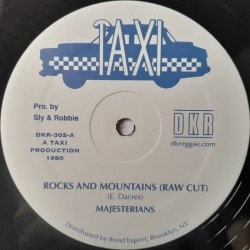 TAXI
Pro. by
Sly & Robbie
DKR
dkreggae.com
DKR-302-A
A TAXI
PRODUCTION
1980
ROCKS AND MOUNTAINS (RAW CUT)
(E. Dacres)
MAJESTERIANS
Distributed by Bond Export, Brooklyn, NY